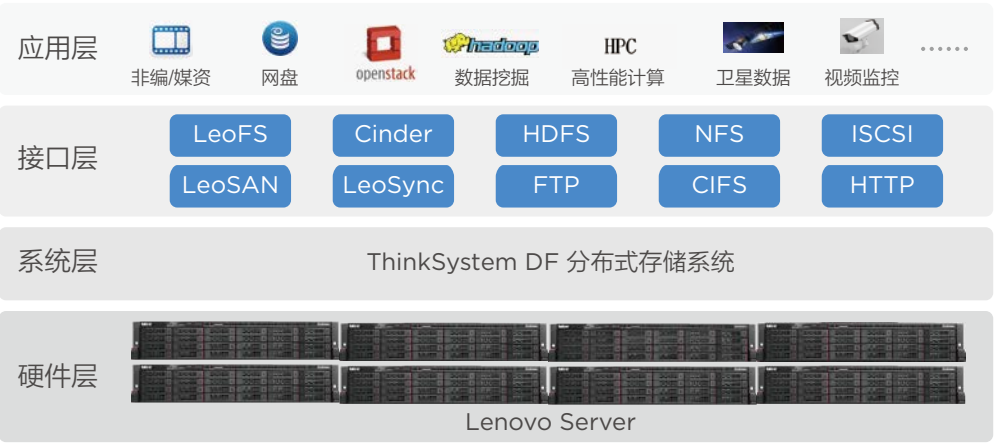 应用层
hadoop
HPC
非编/媒资
网盘
openstack
数据挖掘
高性能计算
卫星数据
视频监控
......
接口层
LeoFS
Cinder
HDFS
NFS
ISCSI
LeoSAN
LeoSync
FTP
CIFS
HTTP
系统层
ThinkSystem DF 分布式存储系统
硬件层
Lenovo Server